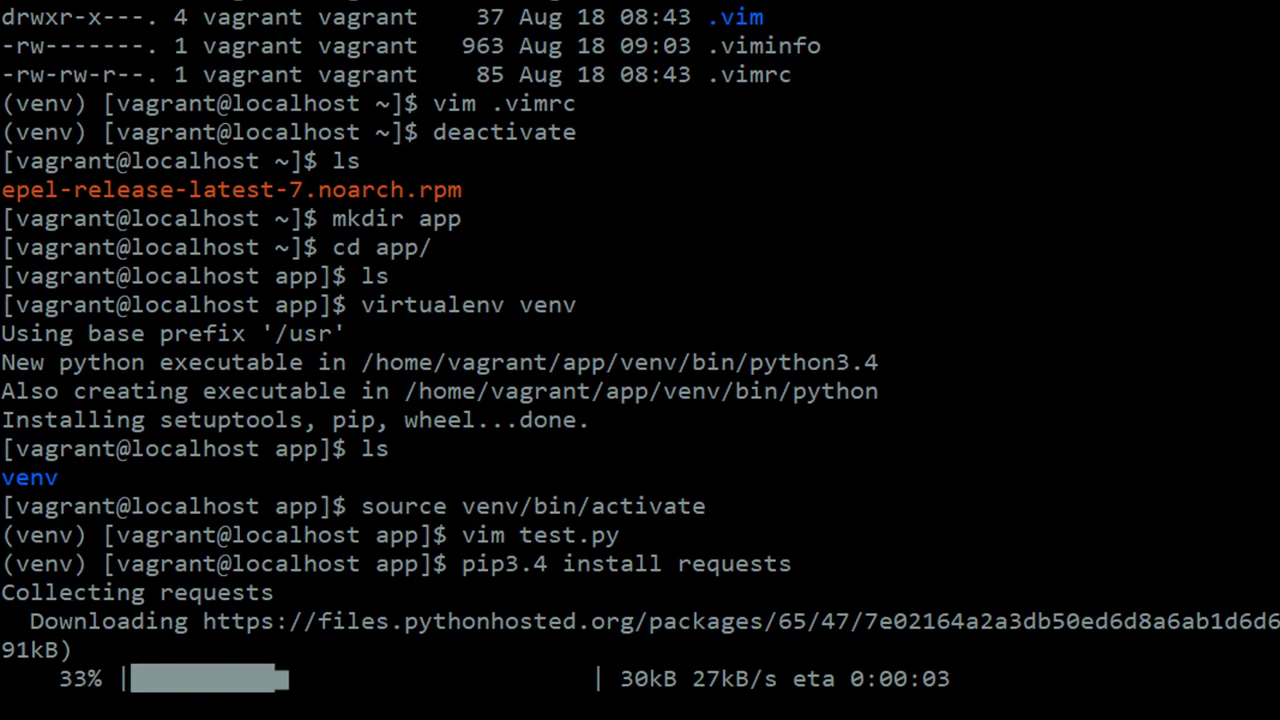 drwxr-x---. 4 vagrant vagrant    37 Aug 18 08:43 .vim
-rw-------. 1 vagrant vagrant   963 Aug 18 09:03 .viminfo
-rw-rw-r--. 1 vagrant vagrant    85 Aug 18 08:43 .vimrc
(venv) [vagrant@localhost ~]$ vim .vimrc
(venv) [vagrant@localhost ~]$ deactivate
[vagrant@localhost ~]$ ls
epel-release-latest-7.noarch.rpm
[vagrant@localhost ~]$ mkdir app
[vagrant@localhost ~]$ cd app/
[vagrant@localhost app]$ ls
[vagrant@localhost app]$ virtualenv venv
Using base prefix '/usr'
New python executable in /home/vagrant/app/venv/bin/python3.4
Also creating executable in /home/vagrant/app/venv/bin/python
Installing setuptools, pip, wheel...done.
[vagrant@localhost app]$ ls
venv
[vagrant@localhost app]$ source venv/bin/activate
(venv) [vagrant@localhost app]$ vim test.py
(venv) [vagrant@localhost app]$ pip3.4 install requests
Collecting requests
  Downloading https://files.pythonhosted.org/packages/65/47/7e02164a2a3db50ed6d8a6ab1d6d6
91kB)
    33% |          | 30kB 27kB/s eta 0:00:03